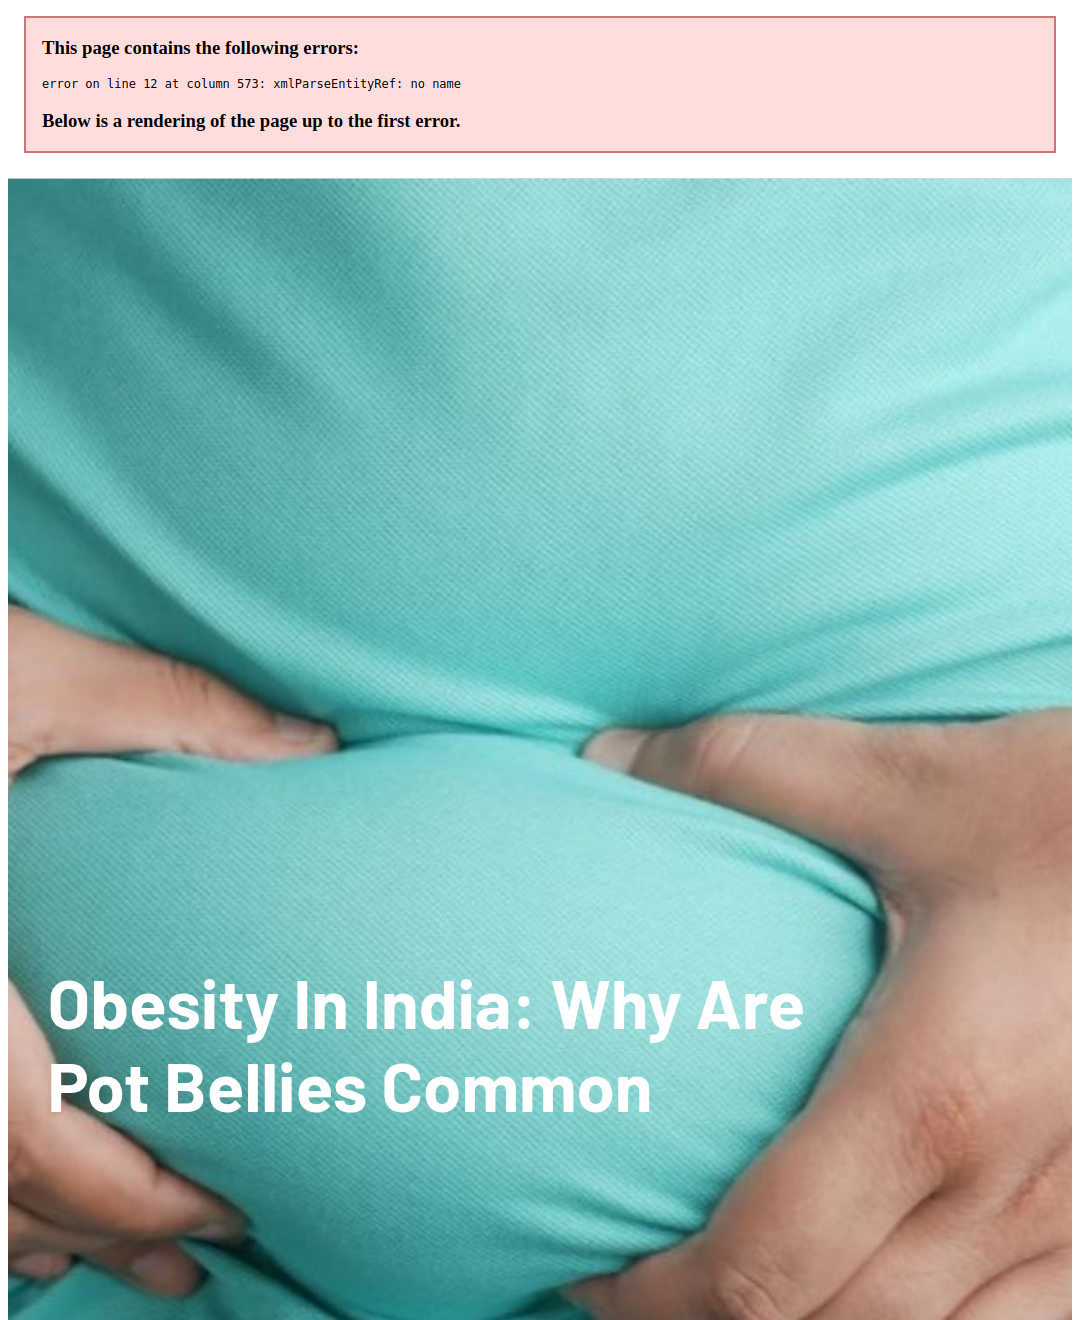 This page contains the following errors:
error on line 12 at column 573: xmlParseEntityRef: no name
Below is a rendering of the page up to the first error.
Obesity In India: Why Are
Pot Bellies Common